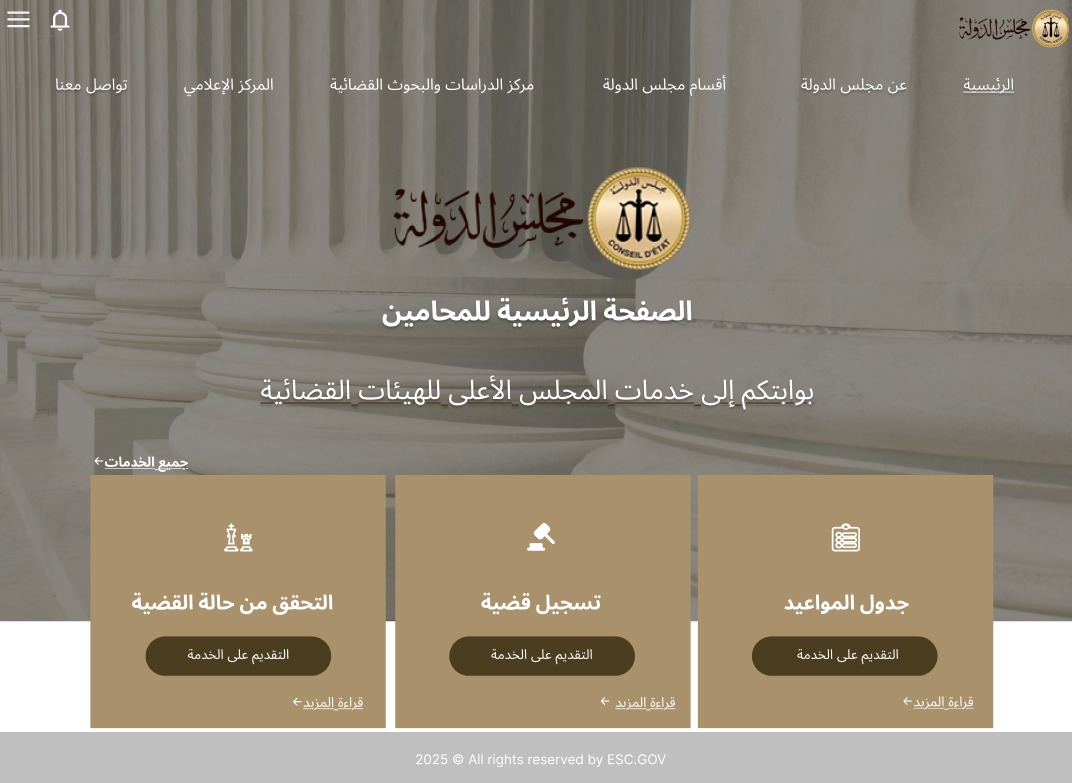 مجلس الدولة
الرئيسية
عن مجلس الدولة
أقسام مجلس الدولة
مركز الدراسات والبحوث القضائية
المركز الإعلامي
تواصل معنا
مجلس الدولة
مجلس الدولة
CONSEIL D'ETAT
الصفحة الرئيسية للمحامين
بوابتكم إلى خدمات المجلس الأعلى للهيئات القضائية
جميع الخدمات←
جدول المواعيد
التقديم على الخدمة
قراءة المزيد←
تسجيل قضية
التقديم على الخدمة
قراءة المزيد ←
التحقق من حالة القضية
التقديم على الخدمة
قراءة المزيد←
2025 © All rights reserved by ESC.GOV